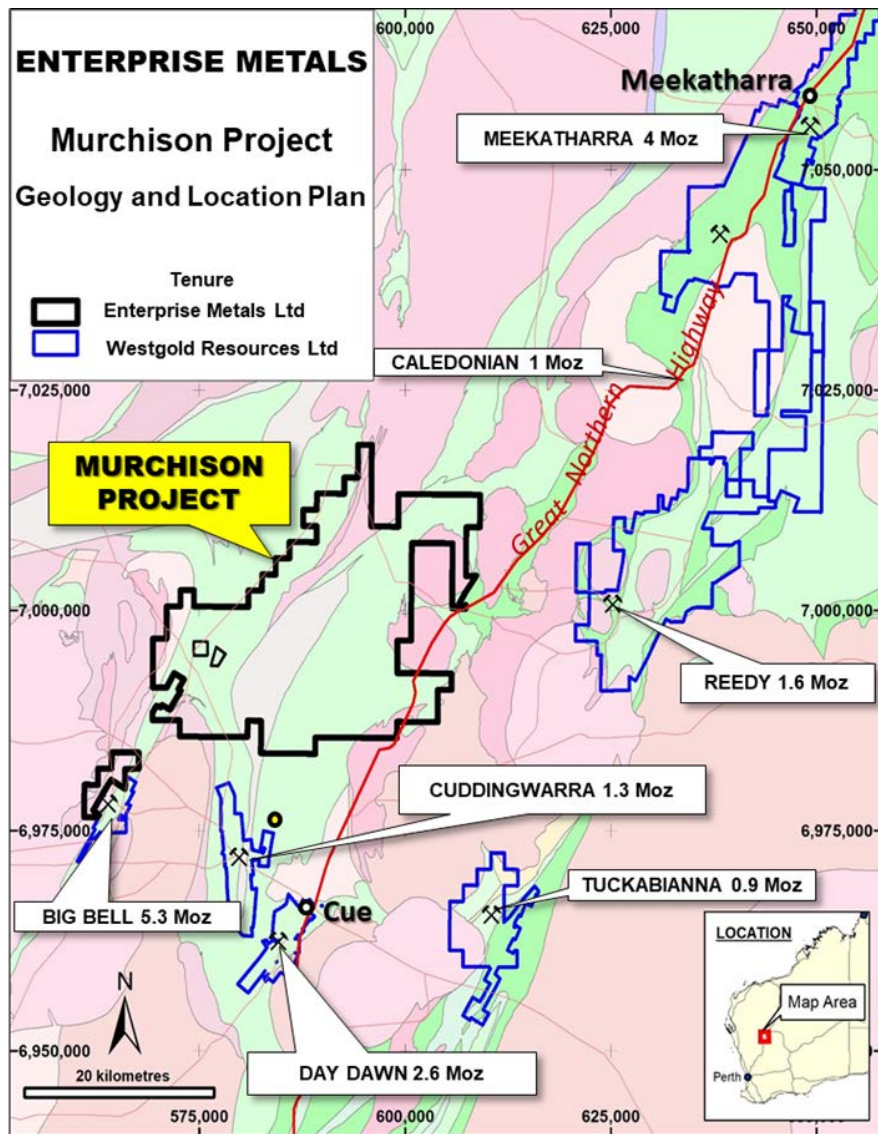 600,000
625,000
650,000
ENTERPRISE METALS
Murchison Project
Geology and Location Plan
Tenure
Enterprise Metals Ltd
Westgold Resources Ltd
Meekatharra
MEEKATHARRA 4 Moz
7,050,000
CALEDONIAN 1 Moz
Great Northern Highway
7,025,000
7,025,000
MURCHISON
PROJECT
7,000,000
7,000,000
REEDY 1.6 Moz
CUDDINGWARRA 1.3 Moz
6,975,000
6,975,000
TUCKABIANNA 0.9 Moz
BIG BELL 5.3 Moz
Cue
LOCATION
Map Area
Perth
N
6,950,000
20 kilometres
DAY DAWN 2.6 Moz
575,000
600,000
625,000